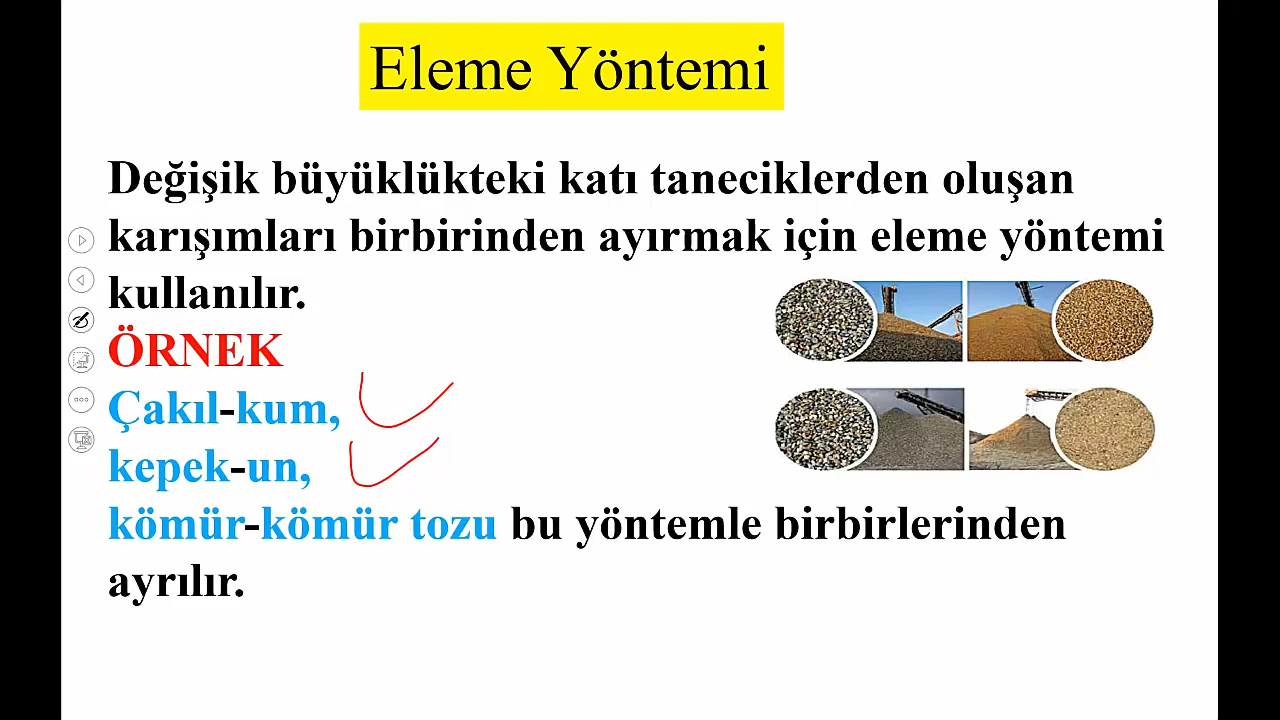 Eleme Yöntemi
Değişik büyüklükteki katı taneciklerden oluşan
karışımları birbirinden ayırmak için eleme yöntemi
kullanılır.
ÖRNEK
Çakıl-kum,
kepek-un,
kömür-kömür tozu bu yöntemle birbirlerinden
ayrılır.